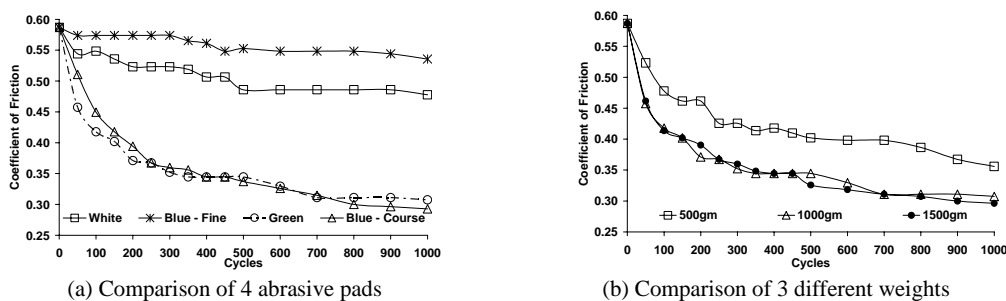 0.60
0.55
0.50
0.45
0.40
0.35
0.30
0.25
Coefficient of Friction
White Blue - Fine Green Blue - Course
0 100 200 300 400 500 600 700 800 900 1000
Cycles
(a) Comparison of 4 abrasive pads
0.60
0.55
0.50
0.45
0.40
0.35
0.30
0.25
Coefficient of Friction
500gm 1000gm 1500gm
0 100 200 300 400 500 600 700 800 900 1000
Cycles
(b) Comparison of 3 different weights